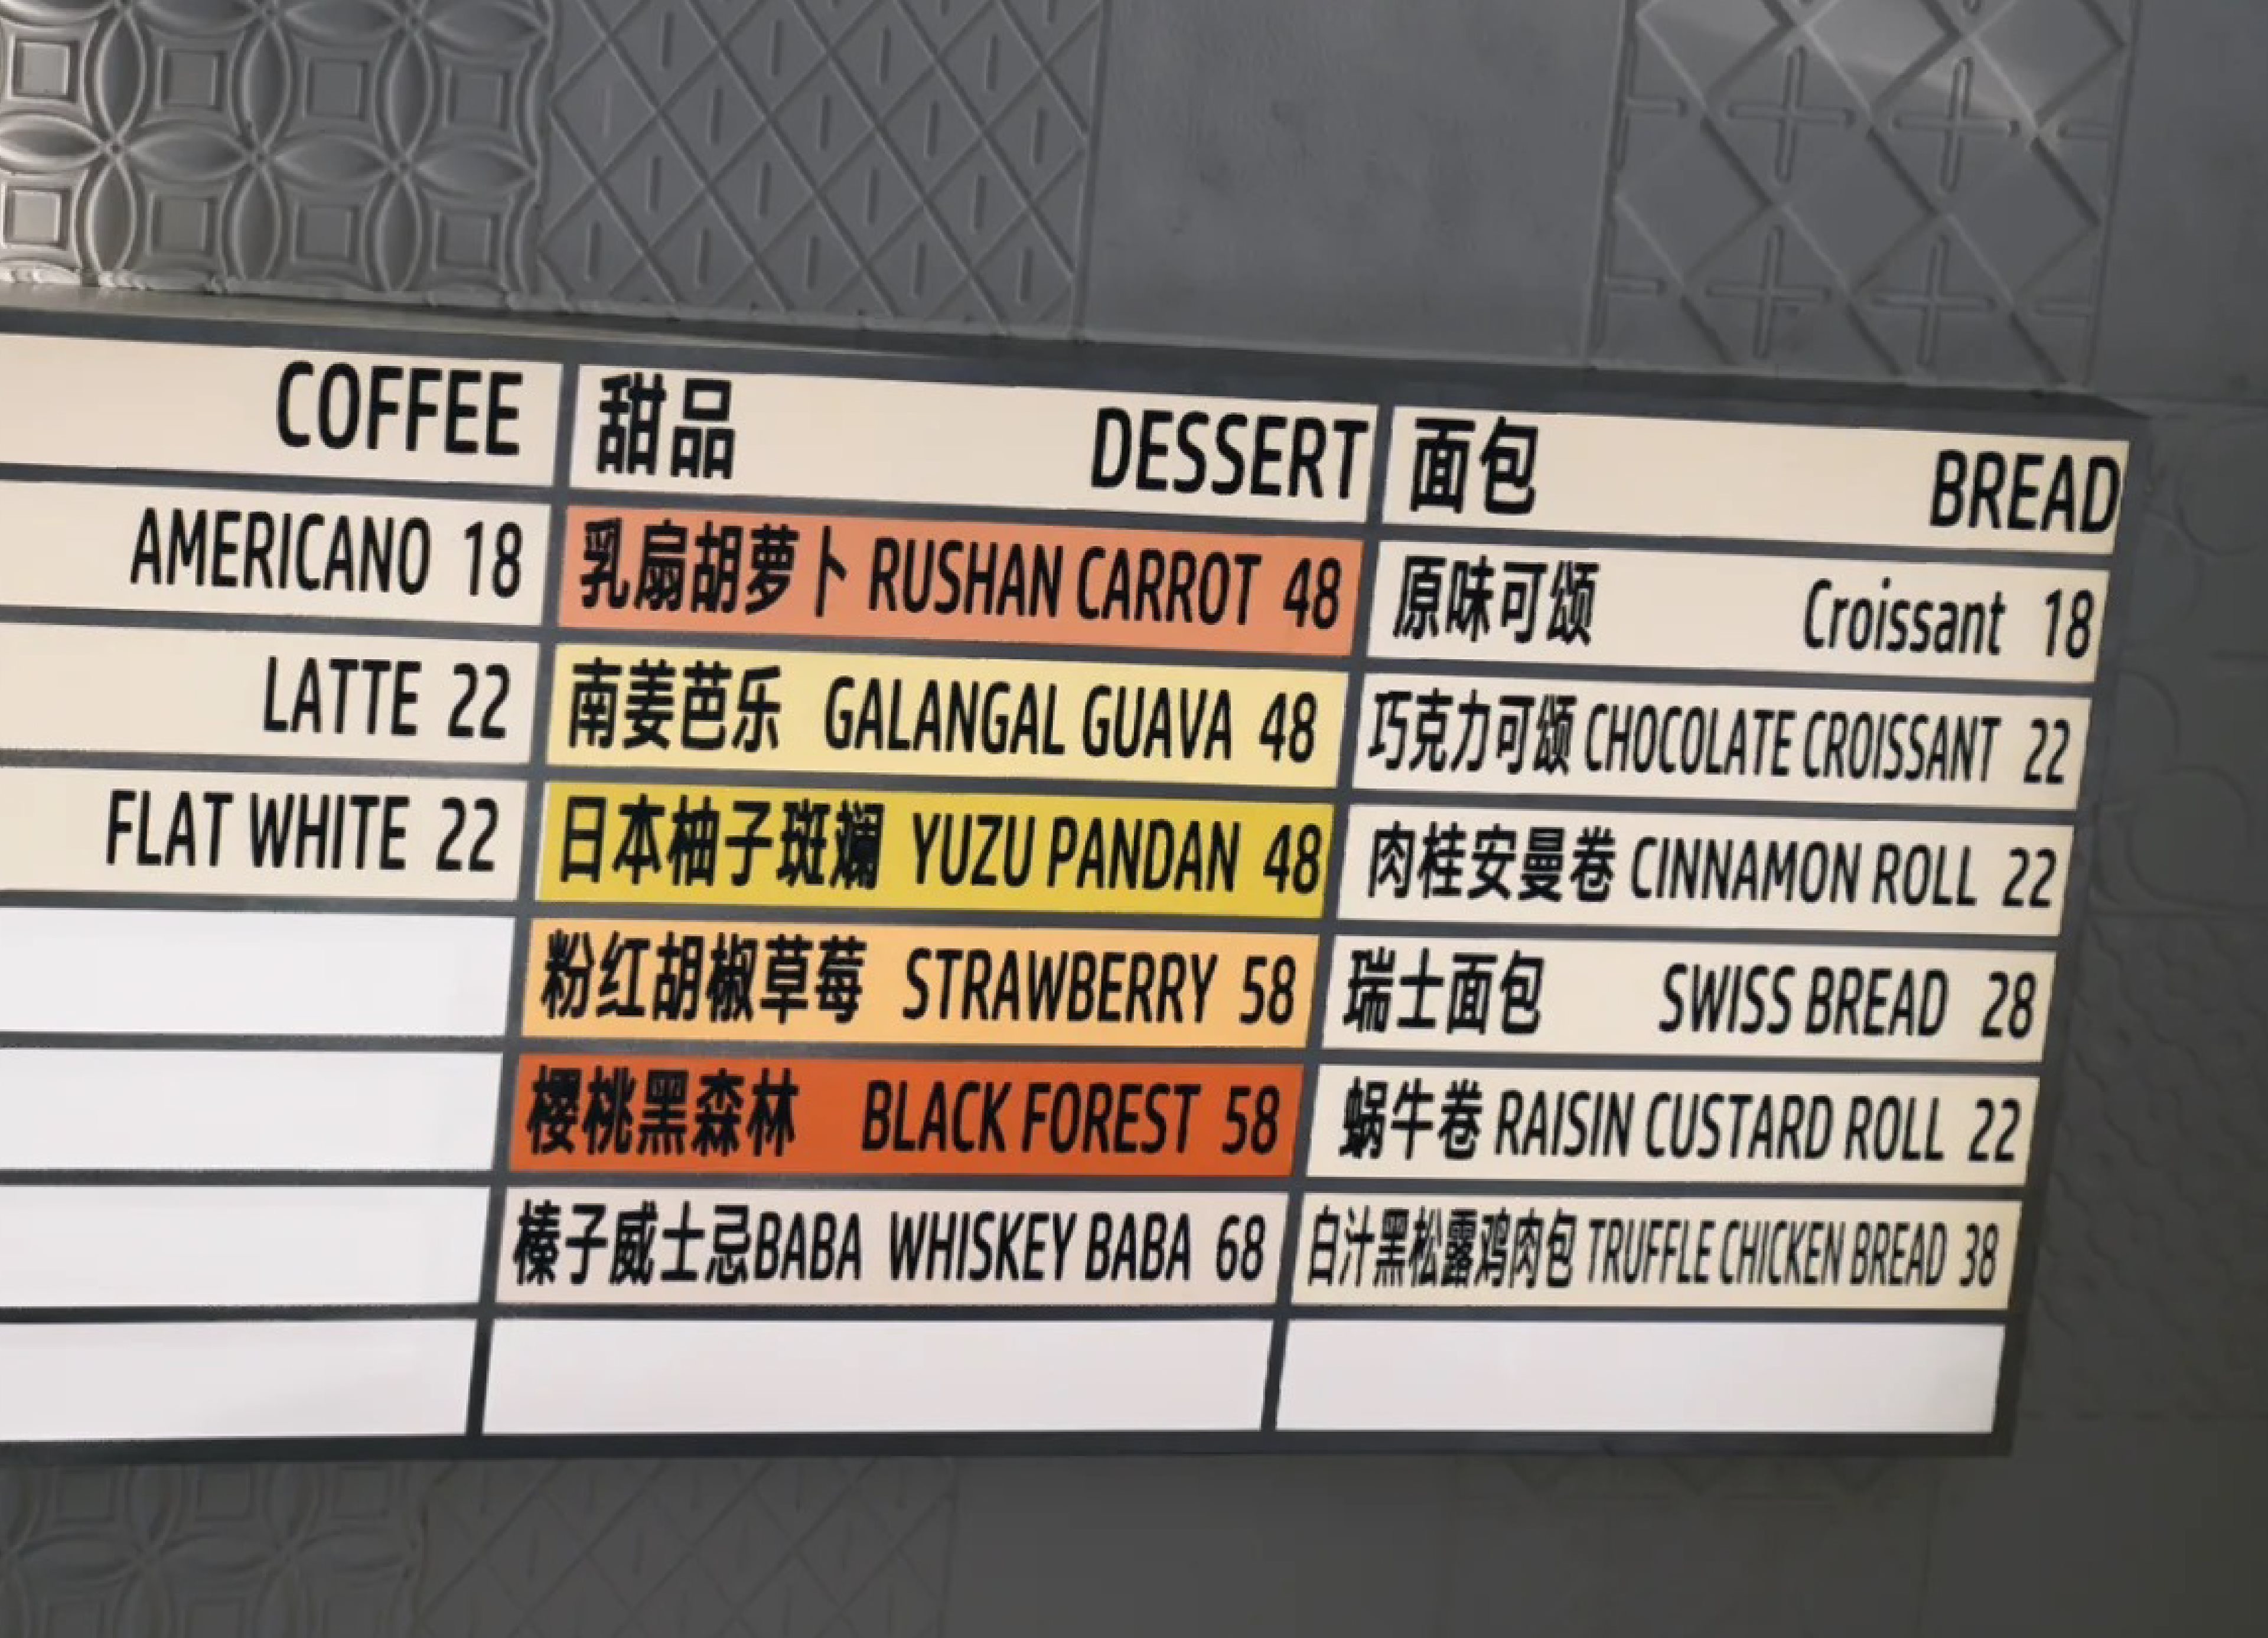 COFFEE
AMERICANO 18
LATTE 22
FLAT WHITE 22
甜品 DESSERT
乳扇胡萝卜 RUSHAN CARROT 48
南姜芭乐 GALANGAL GUAVA 48
日本柚子斑斓 YUZU PANDAN 48
粉红胡椒草莓 STRAWBERRY 58
樱桃黑森林 BLACK FOREST 58
榛子威士忌BABA WHISKEY BABA 68
面包 BREAD
原味可颂 Croissant 18
巧克力可颂 CHOCOLATE CROISSANT 22
肉桂安曼卷 CINNAMON ROLL 22
瑞士面包 SWISS BREAD 28
蜗牛卷 RAISIN CUSTARD ROLL 22
白汁黑松露鸡肉包 TRUFFLE CHICKEN BREAD 38